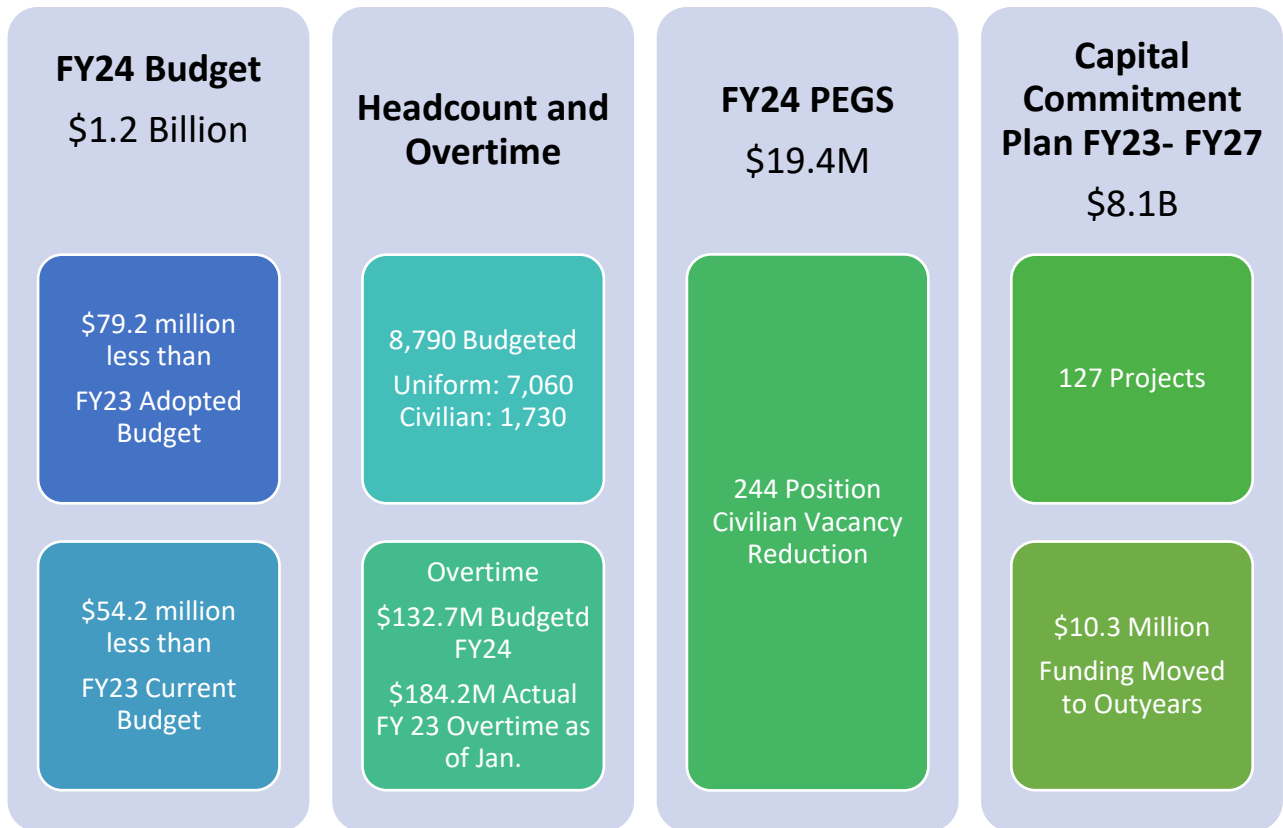 FY24 Budget
$1.2 Billion
$79.2 million
less than
FY23 Adopted
Budget
$54.2 million
less than
FY23 Current
Budget
Headcount and
Overtime
8,790 Budgeted
Uniform: 7,060
Civilian: 1,730
Overtime
$132.7M Budgetd
FY24
$184.2M Actual
FY 23 Overtime as
of Jan.
FY24 PEGS
$19.4M
244 Position
Civilian Vacancy
Reduction
Capital
Commitment
Plan FY23- FY27
$8.1B
127 Projects
$10.3 Million
Funding Moved
to Outyears